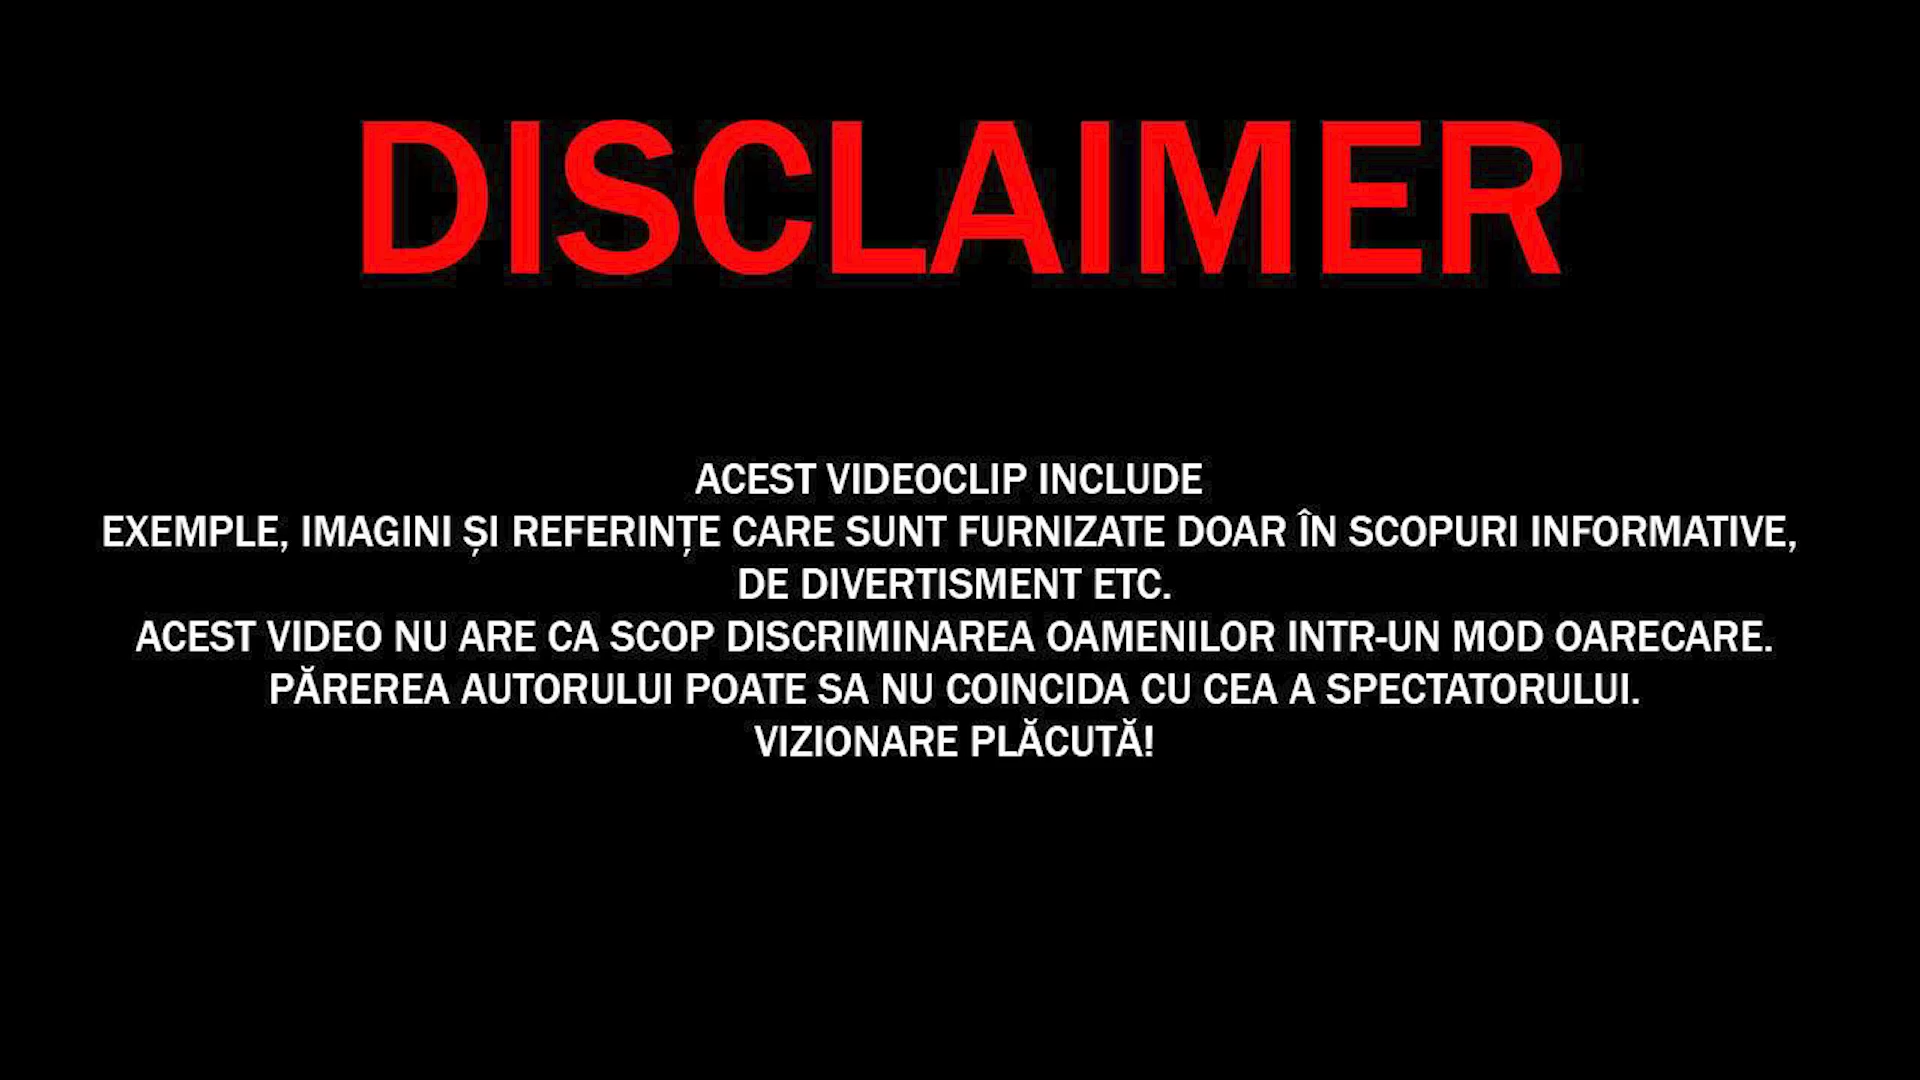 DISCLAIMER
ACEST VIDEOCLIP INCLUDE
EXEMPLE, IMAGINI ȘI REFERINȚE CARE SUNT FURNIZATE DOAR ÎN SCOPURI INFORMATIVE,
DE DIVERTISMENT ETC.
ACEST VIDEO NU ARE CA SCOP DISCRIMINAREA OAMENILOR INTR-UN MOD OARECARE.
PĂREREA AUTORULUI POATE SA NU COINCIDA CU CEA A SPECTATORULUI.
VIZIONARE PLĂCUTĂ!